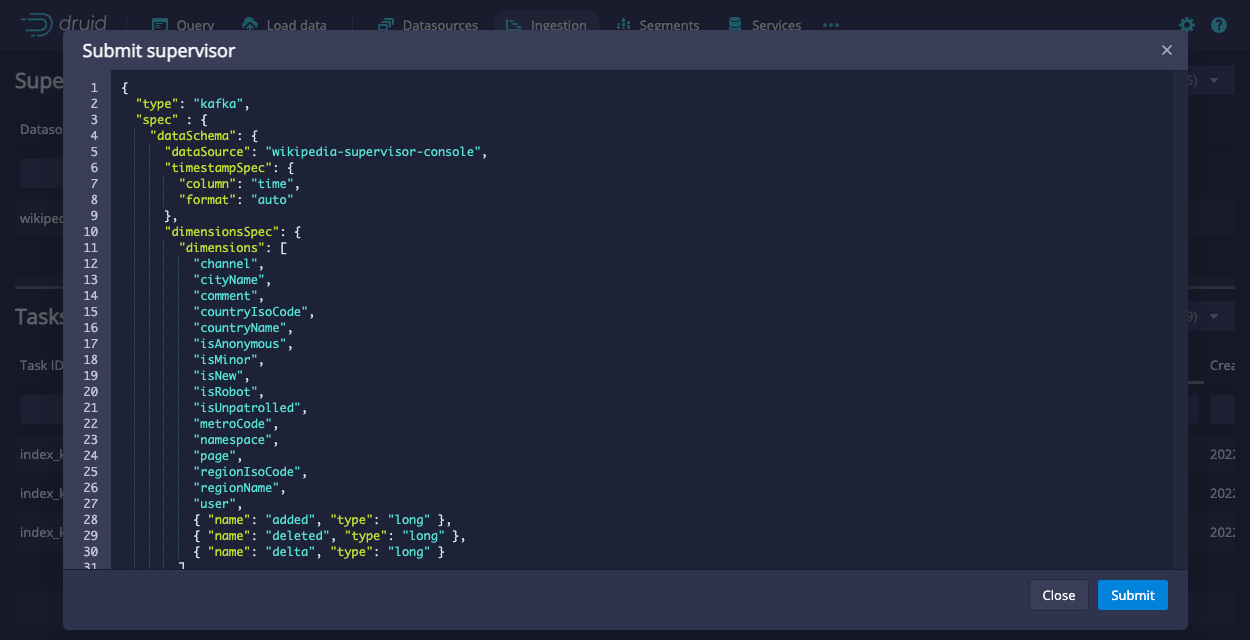 druid
Query
Load data
Datasources
Ingestion
Segments
Services
Submit supervisor
1 {
2 "type": "kafka",
3 "spec" : {
4 "dataSchema": {
5 "dataSource": "wikipedia-supervisor-console",
6 "timestampSpec": {
7 "column": "time",
8 "format": "auto"
9 },
10 "dimensionsSpec": {
11 "dimensions": [
12 "channel",
13 "cityName",
14 "comment",
15 "countryIsoCode",
16 "countryName",
17 "isAnonymous",
18 "isMinor",
19 "isNew",
20 "isRobot",
21 "isUnpatrolled",
22 "metroCode",
23 "namespace",
24 "page",
25 "regionIsoCode",
26 "regionName",
27 "user",
28 { "name": "added", "type": "long" },
29 { "name": "deleted", "type": "long" },
30 { "name": "delta", "type": "long" }
31 ]
Close
Submit
Supe
Dataso
wikiped
Tasks
Task ID
Crea
index_k
2022
index_k
2022
index_k
2022